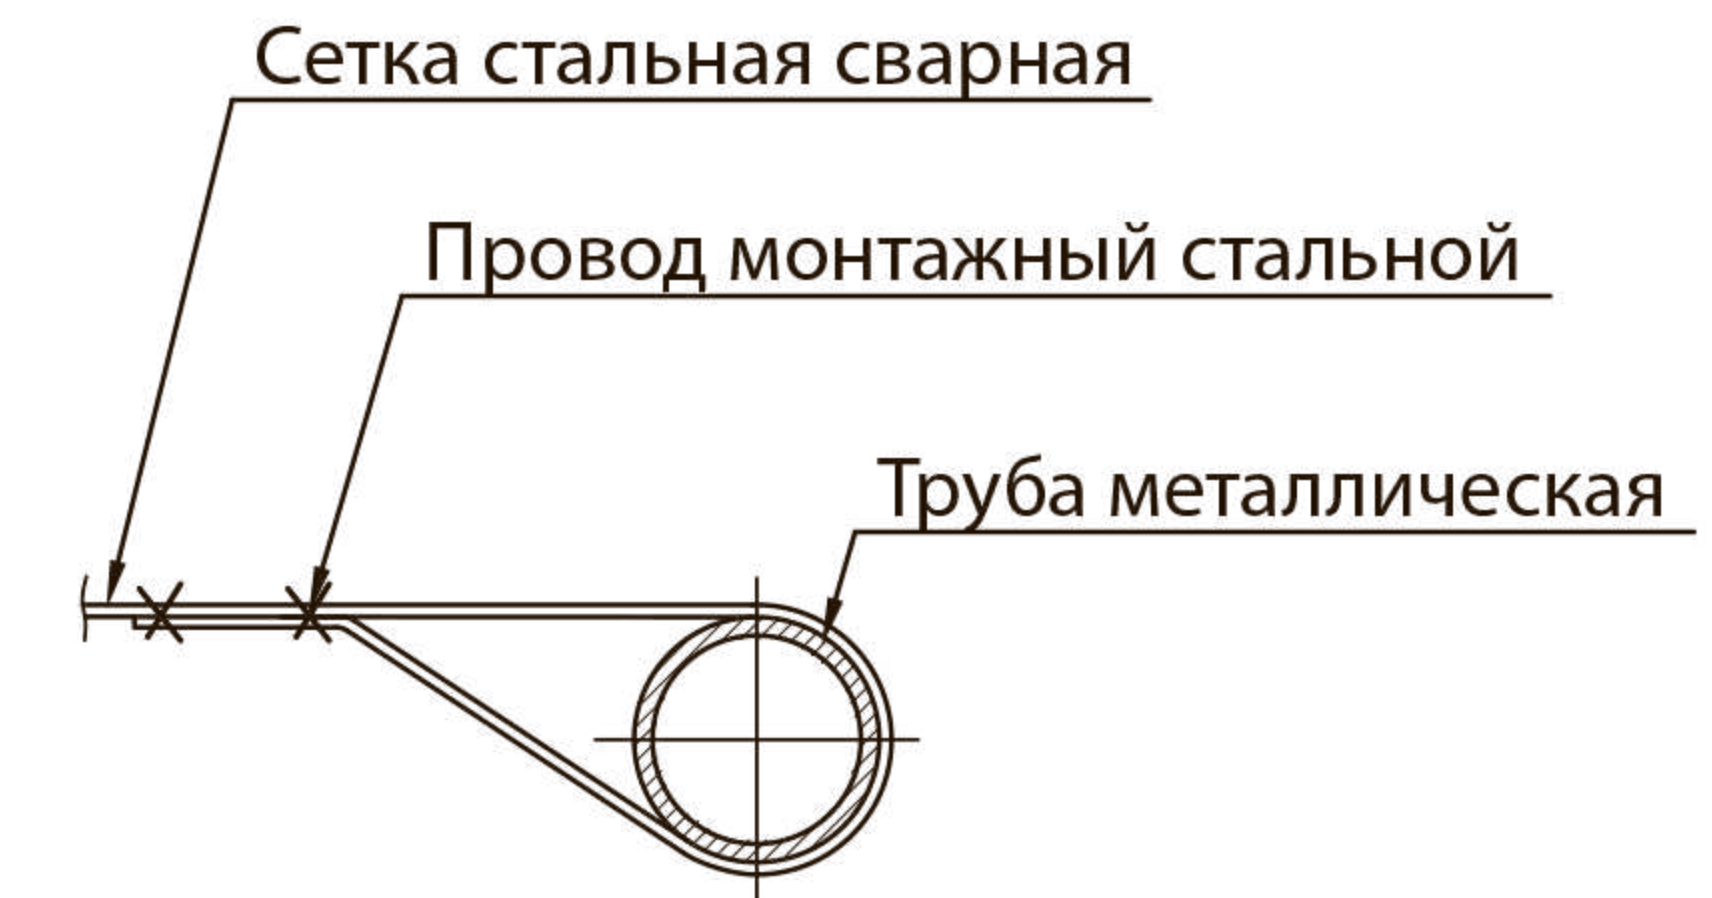 Сетка стальная сварная
Провод монтажный стальной
Труба металлическая